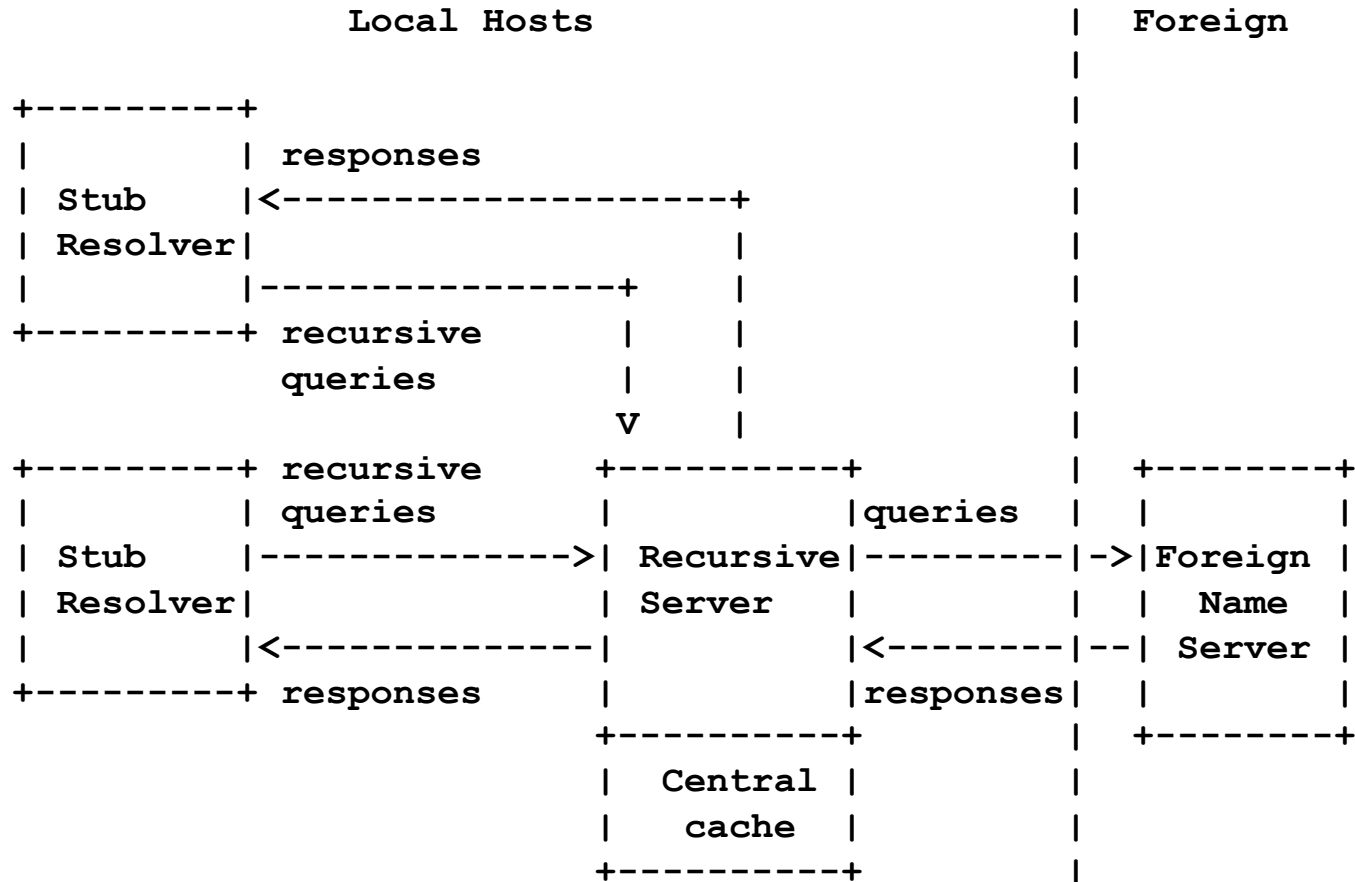 Local Hosts | Foreign
|
|
+---------+ |
| | responses |
| Stub |<--------------------+ |
| Resolver| | |
| |----------------+ | |
+---------+ recursive | | |
queries | | |
V | |
+---------+ recursive +----------+ | +--------+
| | queries | |queries | | |
| Stub |-------------->| Recursive|---------|->|Foreign |
| Resolver| | Server | | | Name |
| |<--------------| |<--------|--| Server |
+---------+ responses | |responses| | |
+----------+ | +--------+
| Central | |
| cache | |
+----------+ |